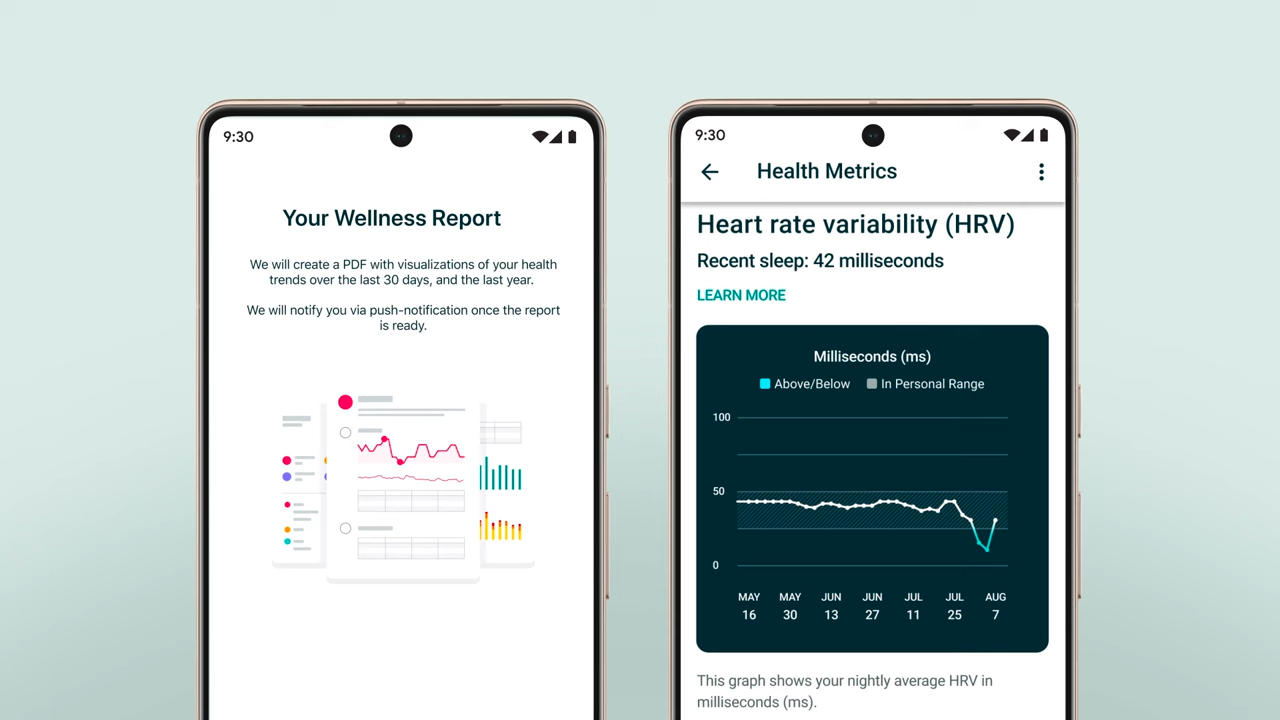 9:30
Your Wellness Report
We will create a PDF with visualizations of your health
trends over the last 30 days, and the last year.
We will notify you via push-notification once the report
is ready.
9:30
Health Metrics
Heart rate variability (HRV)
Recent sleep: 42 milliseconds
LEARN MORE
Milliseconds (ms)
Above/Below In Personal Range
100
50
0
MAY MAY JUN JUN JUL JUL AUG
16 30 13 27 11 25 7
This graph shows your nightly average HRV in
milliseconds (ms).